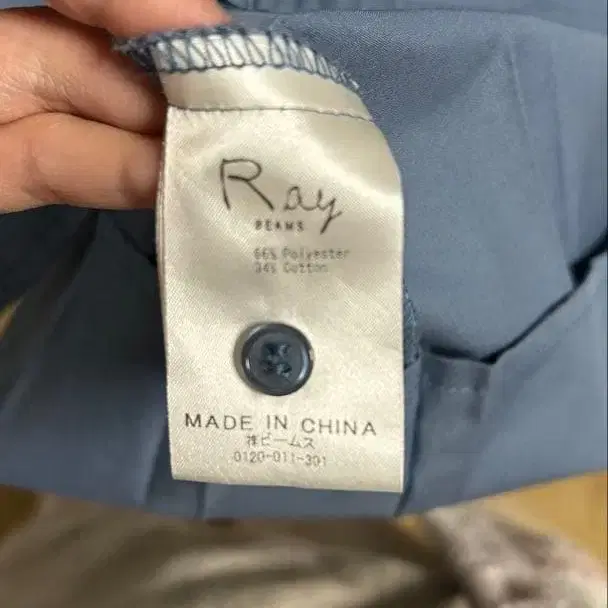 Ray
BEAMS
66% Polyester
34% Cotton
MADE IN CHINA
㈱ビームス
0120-011-301